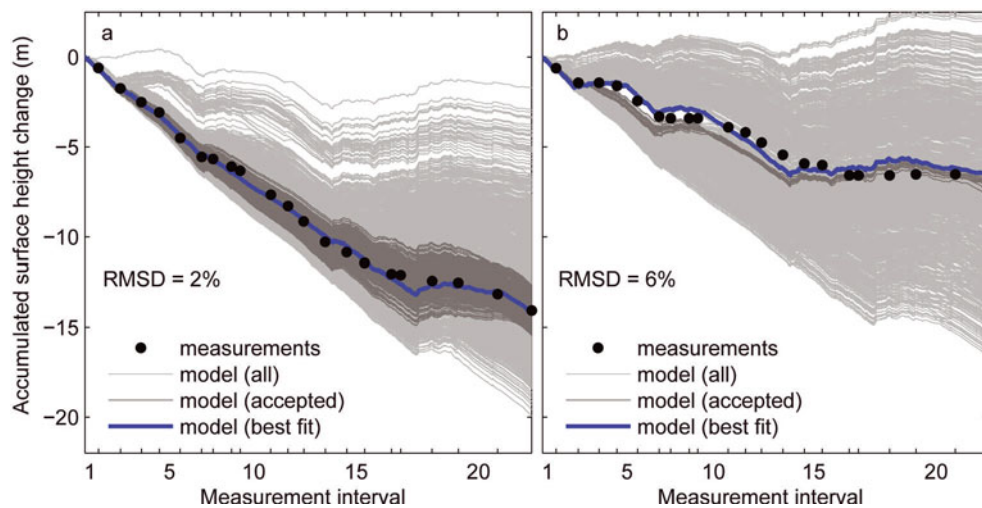 Accumulated surface height change (m)
0
−5
−10
−15
−20
a
RMSD = 2%
measurements
model (all)
model (accepted)
model (best fit)
1 5 10 15 20
Measurement interval
b
RMSD = 6%
measurements
model (all)
model (accepted)
model (best fit)
1 5 10 15 20
Measurement interval